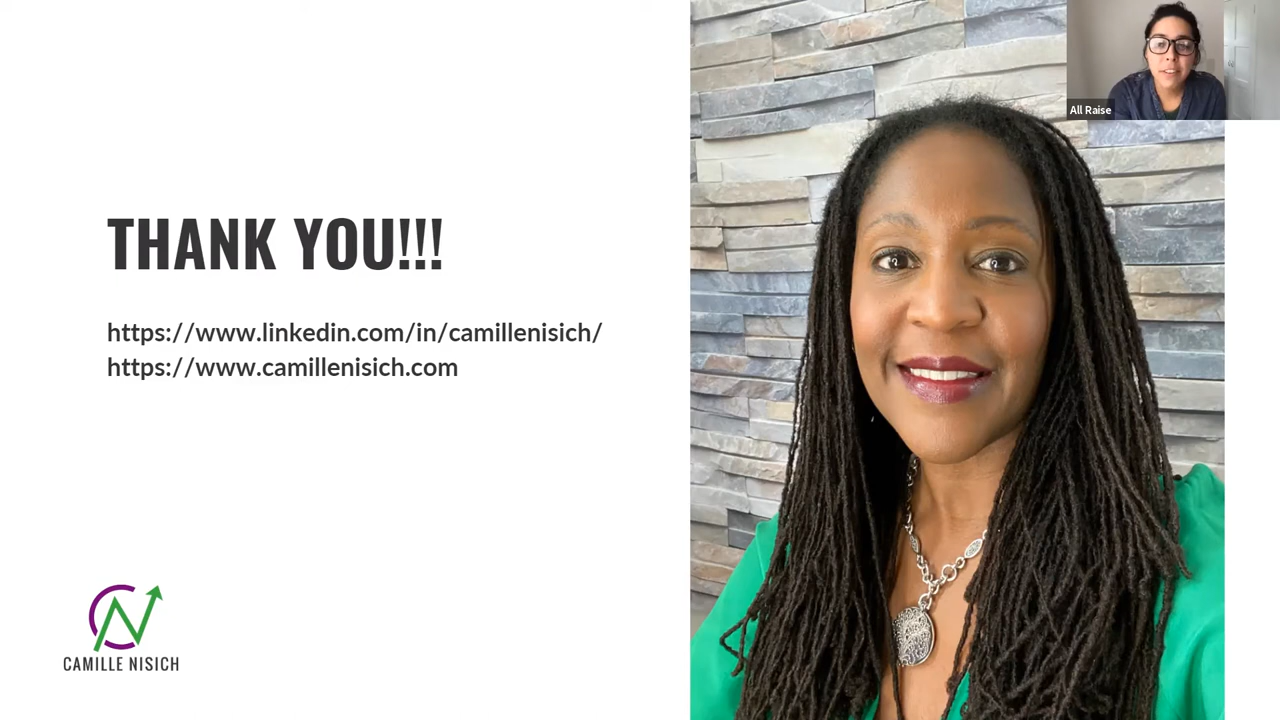 All Raise
THANK YOU!!!
https://www.linkedin.com/in/camillenisich/
https://www.camillenisich.com
CAMILLE NISICH